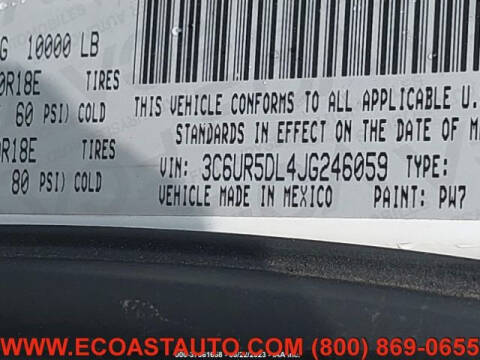 G 10000 LB
0R18E TIRES
60 PSI) COLD
0R18E TIRES
80 PSI) COLD
THIS VEHICLE CONFORMS TO ALL APPLICABLE U.
STANDARDS IN EFFECT ON THE DATE OF M
VIN: 3C6UR5DL4JG246059 TYPE:
VEHICLE MADE IN MEXICO PAINT: PW7
WWW.ECOASTAUTO.COM (800) 869-0655